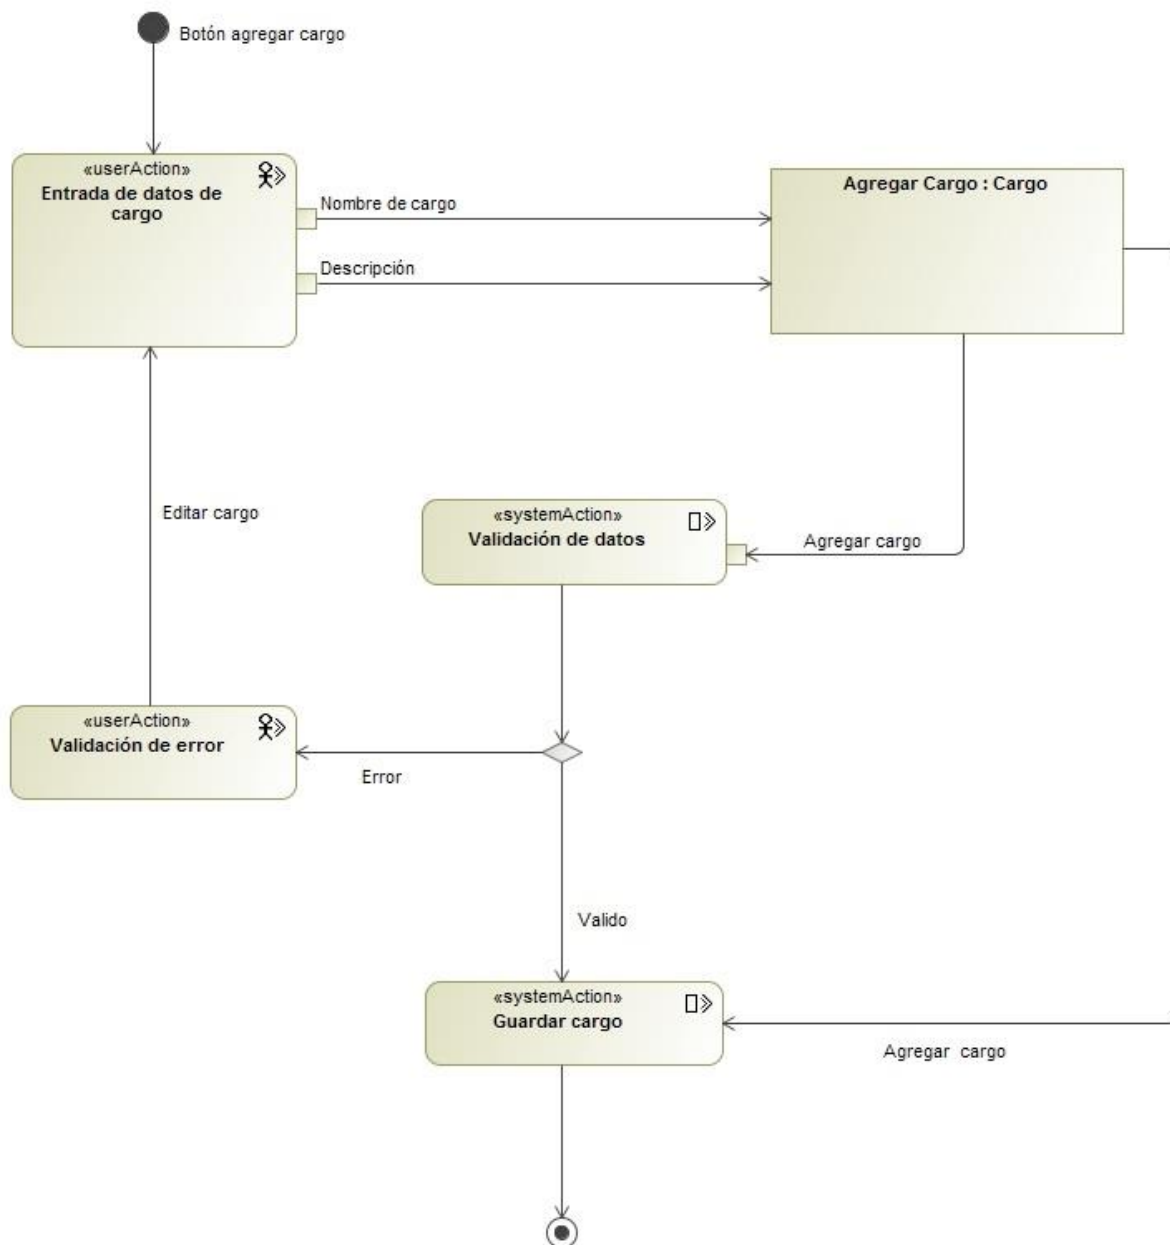 Botón agregar cargo
«userAction»
Entrada de datos de
cargo
Nombre de cargo
Descripción
Agregar Cargo : Cargo
Editar cargo
«systemAction»
Validación de datos
Agregar cargo
«userAction»
Validación de error
Error
Valido
«systemAction»
Guardar cargo
Agregar cargo